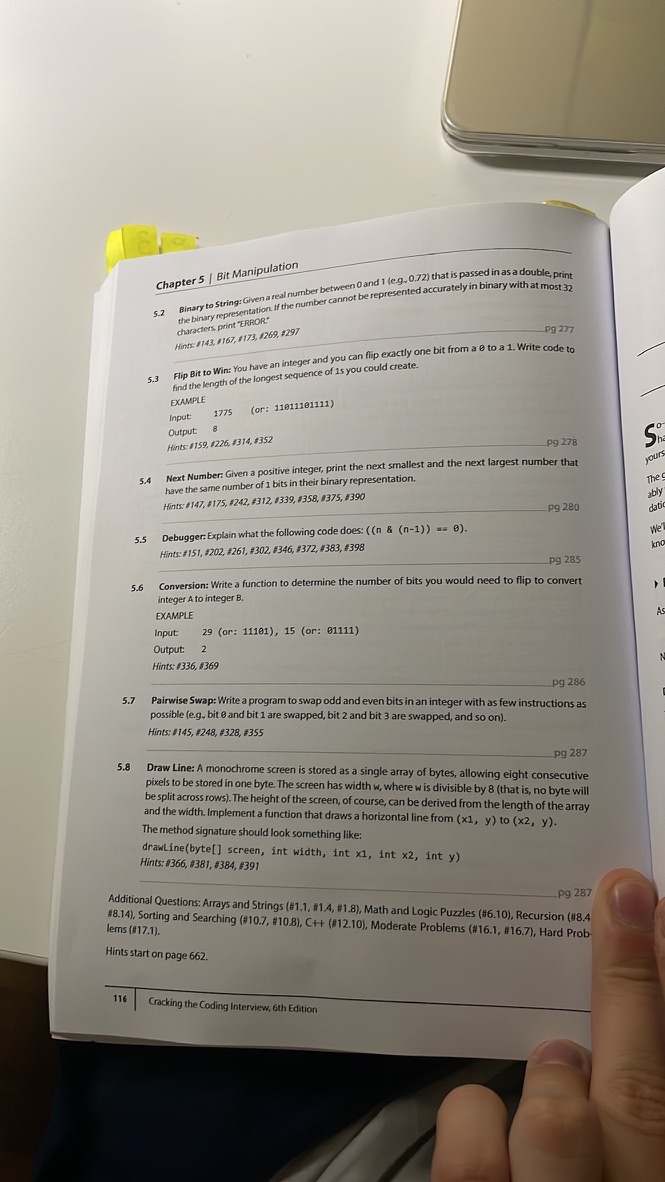 Chapter 5 | Bit Manipulation
5.2 Binary to String: Given a real number between 0 and 1 (e.g., 0.72) that is passed in as a double, print
the binary representation. If the number cannot be represented accurately in binary with at most 32
characters, print "ERROR."
Hints: #143, #167, #173, #269, #297
pg 277
5.3 Flip Bit to Win: You have an integer and you can flip exactly one bit from a 0 to a 1. Write code to
find the length of the longest sequence of 1s you could create.
EXAMPLE
Input: 1775 (or: 11011101111)
Output: 8
Hints: #159, #226, #314, #352
pg 278
5.4 Next Number: Given a positive integer, print the next smallest and the next largest number that
have the same number of 1 bits in their binary representation.
Hints: #147, #175, #242, #312, #339, #358, #375, #390
pg 280
5.5 Debugger: Explain what the following code does: ((n & (n-1)) == 0).
Hints: #151, #202, #261, #302, #346, #372, #383, #398
pg 285
5.6 Conversion: Write a function to determine the number of bits you would need to flip to convert
integer A to integer B.
EXAMPLE
Input: 29 (or: 11101), 15 (or: 01111)
Output: 2
Hints: #336, #369
pg 286
5.7 Pairwise Swap: Write a program to swap odd and even bits in an integer with as few instructions as
possible (e.g., bit 0 and bit 1 are swapped, bit 2 and bit 3 are swapped, and so on).
Hints: #145, #248, #328, #355
pg 287
5.8 Draw Line: A monochrome screen is stored as a single array of bytes, allowing eight consecutive
pixels to be stored in one byte. The screen has width w, where w is divisible by 8 (that is, no byte will
be split across rows). The height of the screen, of course, can be derived from the length of the array
and the width. Implement a function that draws a horizontal line from (x1, y) to (x2, y).
The method signature should look something like:
drawLine(byte[] screen, int width, int x1, int x2, int y)
Hints: #366, #381, #384, #391
pg 287
Additional Questions: Arrays and Strings (#1.1, #1.4, #1.8), Math and Logic Puzzles (#6.10), Recursion (#8.4
#8.14), Sorting and Searching (#10.7, #10.8), C++ (#12.10), Moderate Problems (#16.1, #16.7), Hard Prob-
lems (#17.1).
Hints start on page 662.
116 | Cracking the Coding Interview, 6th Edition
yours
The
ably
We'l
kno
As